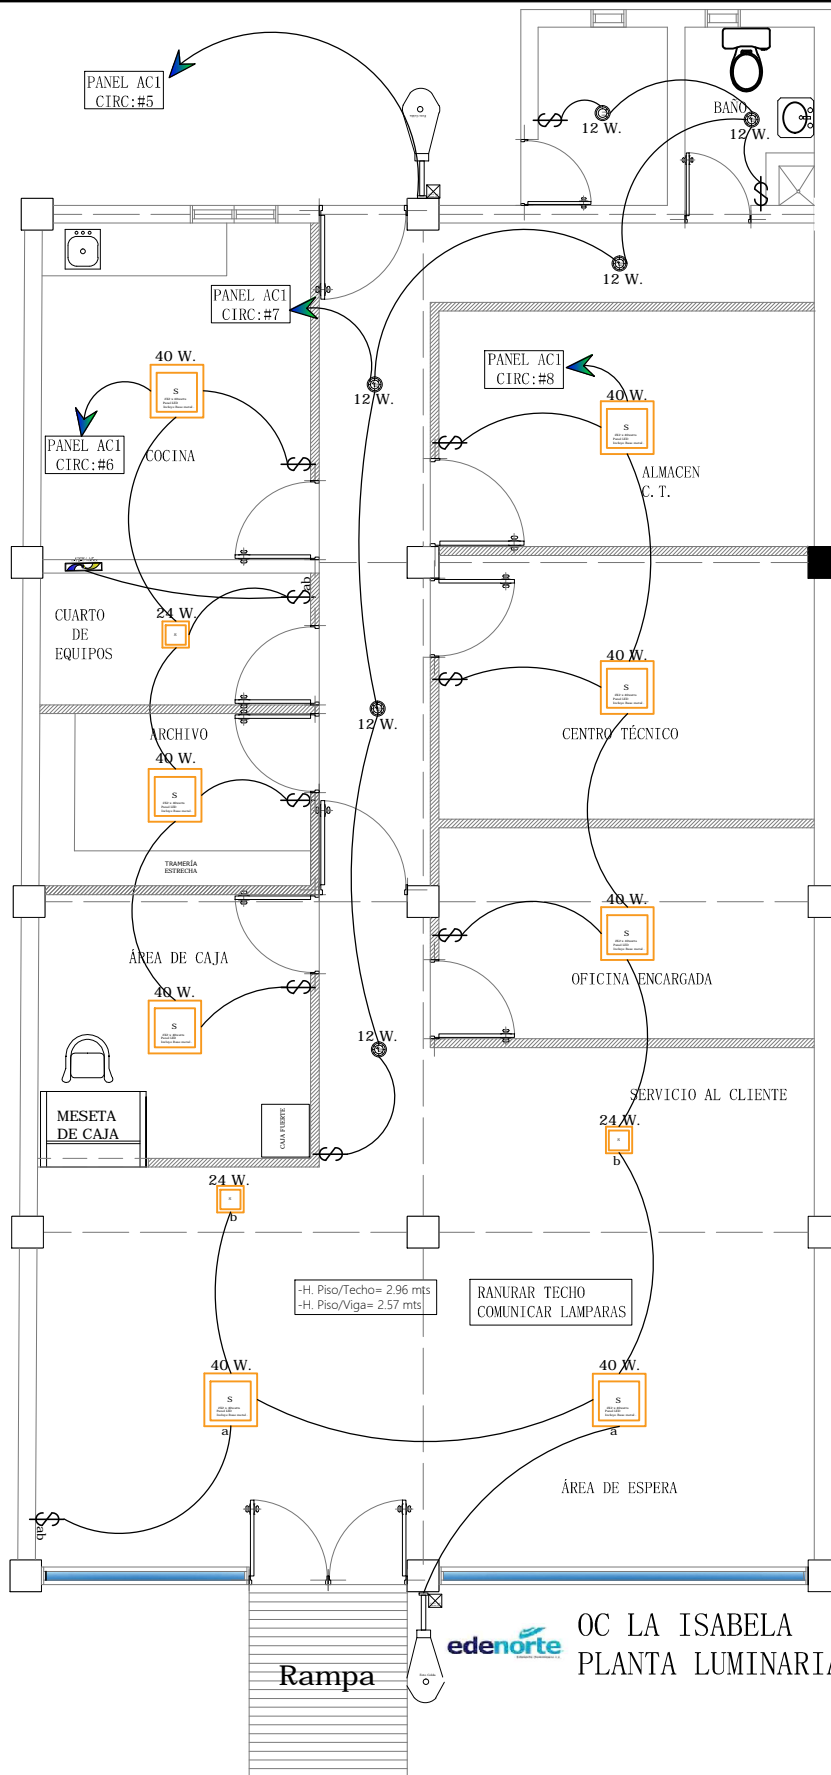 PANEL AC1
CIRC:#5
BAÑO
12 W.
12 W.
12 W.
PANEL AC1
CIRC:#7
40 W.
S
PANEL AC1
CIRC:#8
12 W.
40 W.
S
PANEL AC1
CIRC:#6
COCINA
ALMACEN
C.T.
ab
24 W.
S
CUARTO
DE
EQUIPOS
40 W.
S
12 W.
ARCHIVO
CENTRO TÉCNICO
40 W.
S
TRAMERÍA
ESTRECHA
40 W.
S
ÁREA DE CAJA
OFICINA ENCARGADA
40 W.
S
12 W.
SERVICIO AL CLIENTE
MESETA
DE CAJA
CAJA FUERTE
24 W.
S
b
24 W.
S
b
-H. Piso/Techo= 2.96 mts
-H. Piso/Viga= 2.57 mts
RANURAR TECHO
COMUNICAR LAMPARAS
40 W.
S
a
40 W.
S
a
ÁREA DE ESPERA
ab
edenorte
OC LA ISABELA
PLANTA LUMINARIA
Rampa